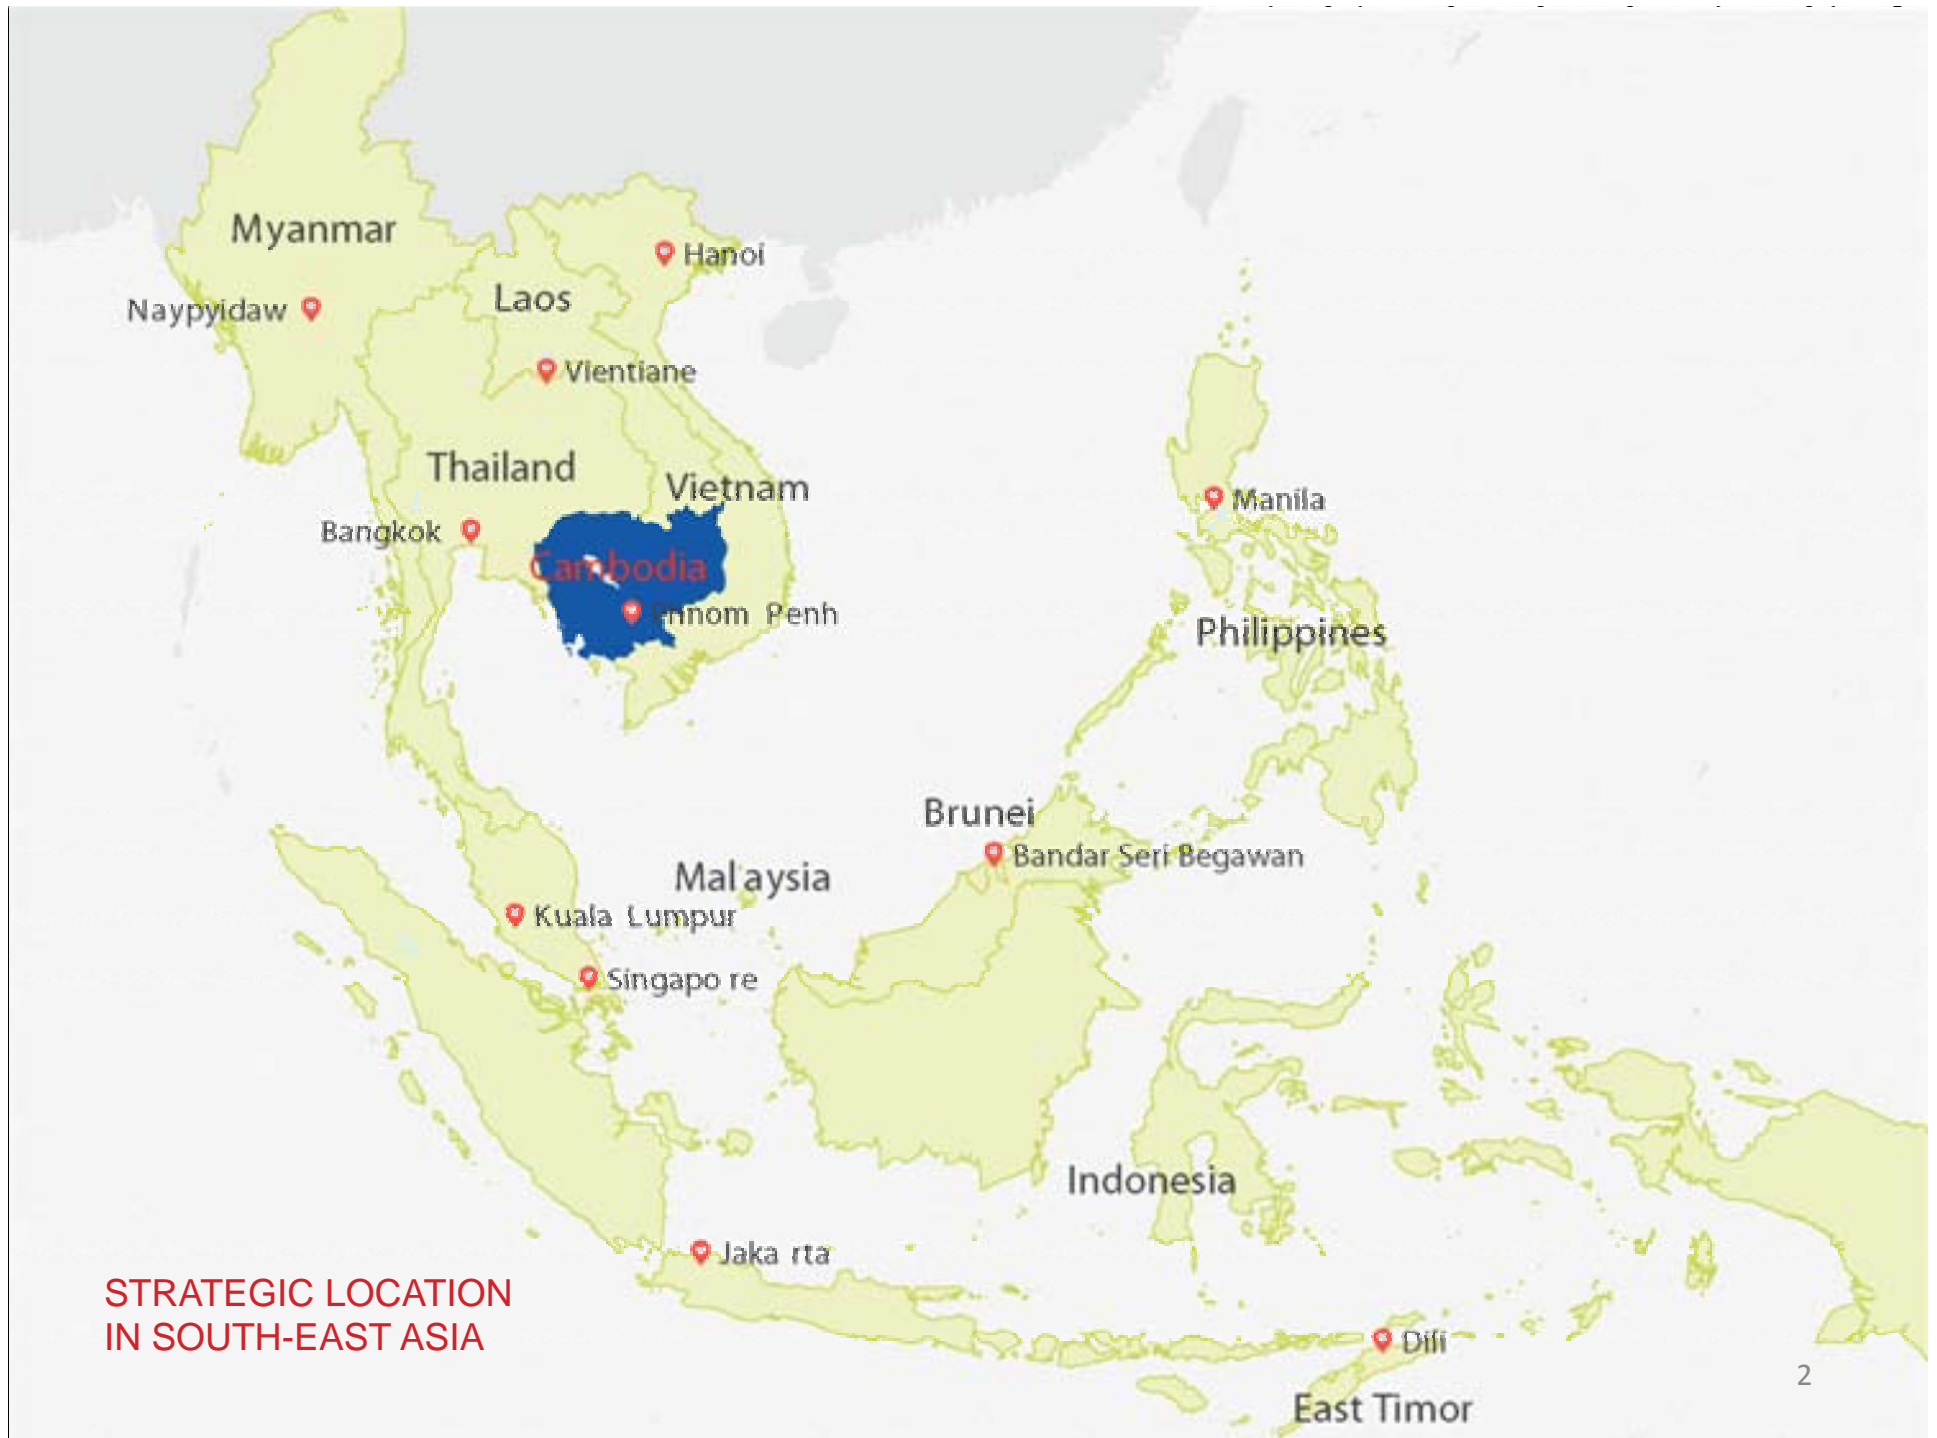 Myanmar
Hanoi
Laos
Naypyidaw
Vientiane
Thailand
Vietnam
Manila
Bangkok
Cambodia
Phnom Penh
Philippines
Brunei
Bandar Seri Begawan
Malaysia
Kuala Lumpur
Singapo re
Indonesia
Jaka rta
STRATEGIC LOCATION
IN SOUTH-EAST ASIA
Dili
2
East Timor